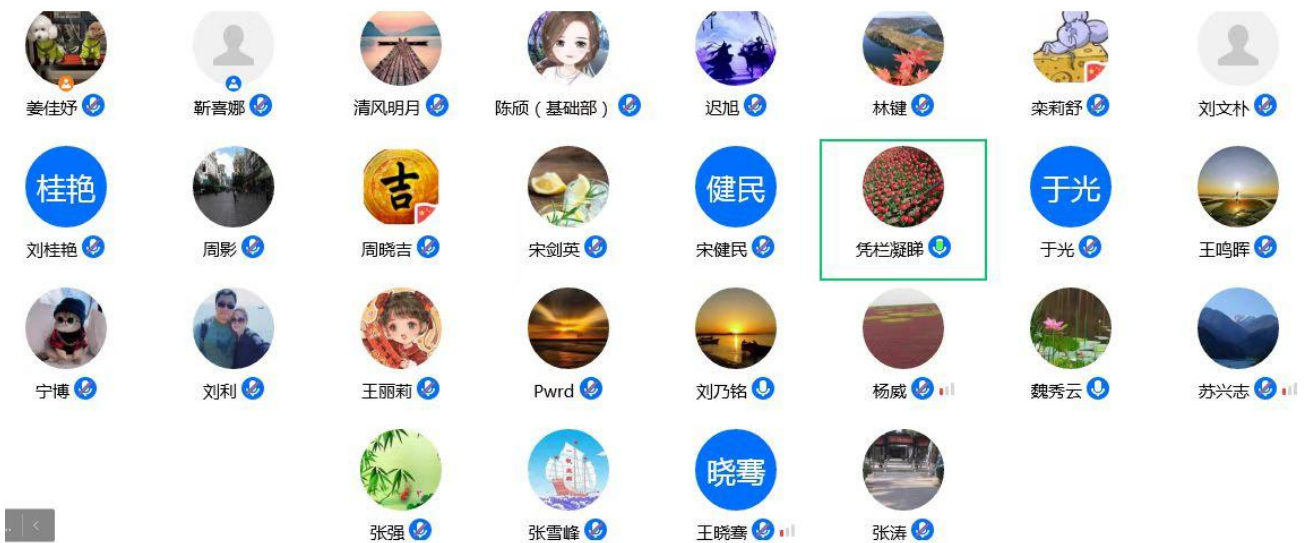 姜佳妤 靳喜娜 清风明月 陈颀（基础部） 迟旭 林键 栾莉舒 刘文朴
桂艳 吉 健民 于光
刘桂艳 周影 周晓吉 宋剑英 宋健民 凭栏凝睇 于光 王鸣晖
宁博 刘利 王丽莉 Pwrd 刘乃铭 杨威 魏秀云 苏兴志
晓骞
张强 张雪峰 王晓骞 张涛